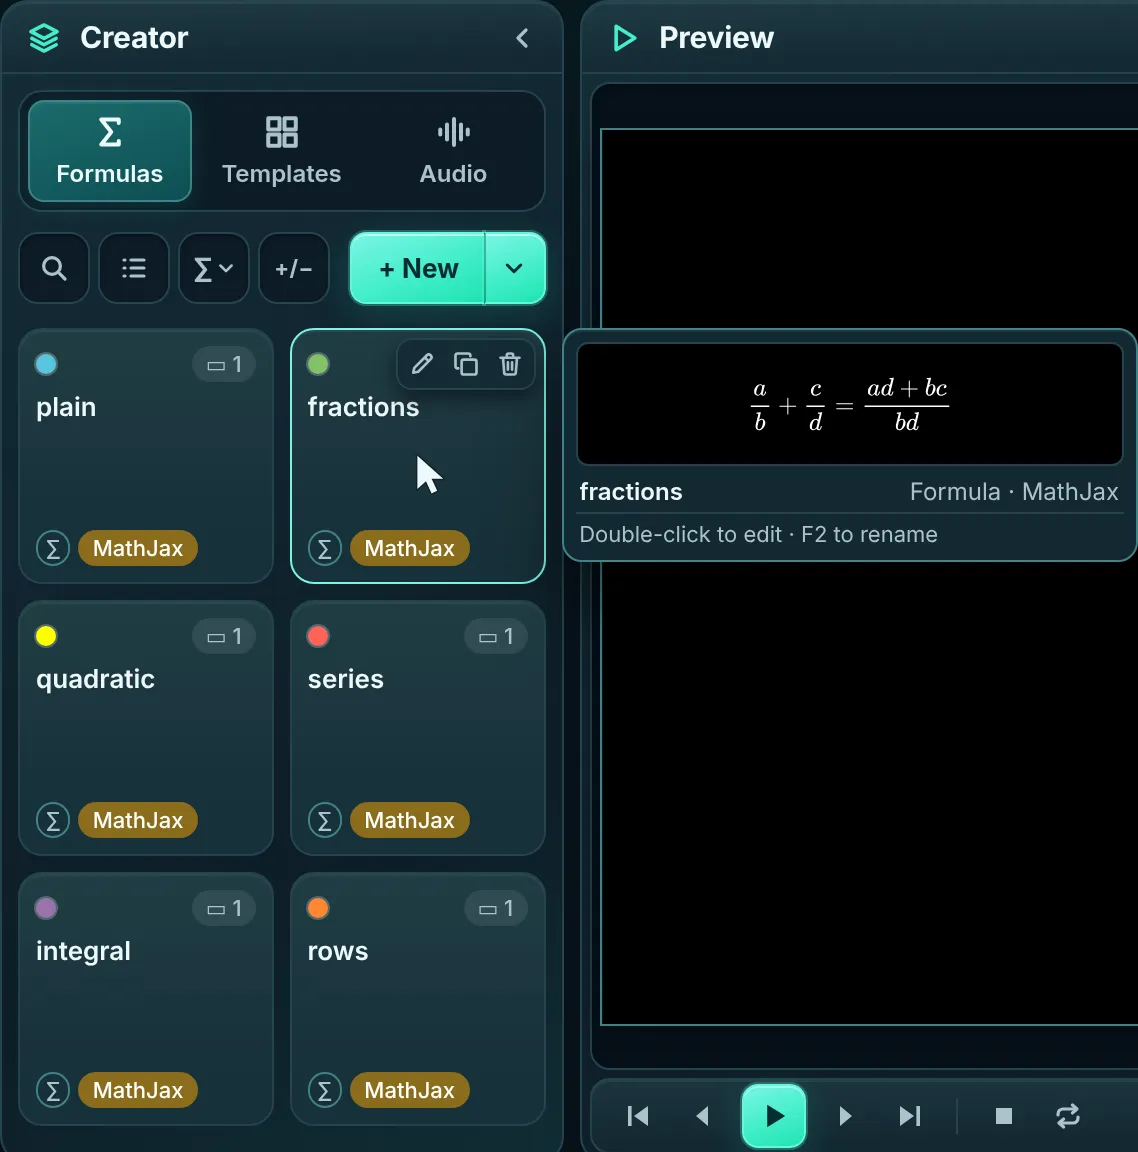 Creator
Preview
Formulas
Templates
Audio
+/−
+ New
1
plain
MathJax
fractions
MathJax
a/b + c/d = (ad + bc)/bd
fractions
Formula · MathJax
Double-click to edit · F2 to rename
1
quadratic
MathJax
1
series
MathJax
1
integral
MathJax
1
rows
MathJax